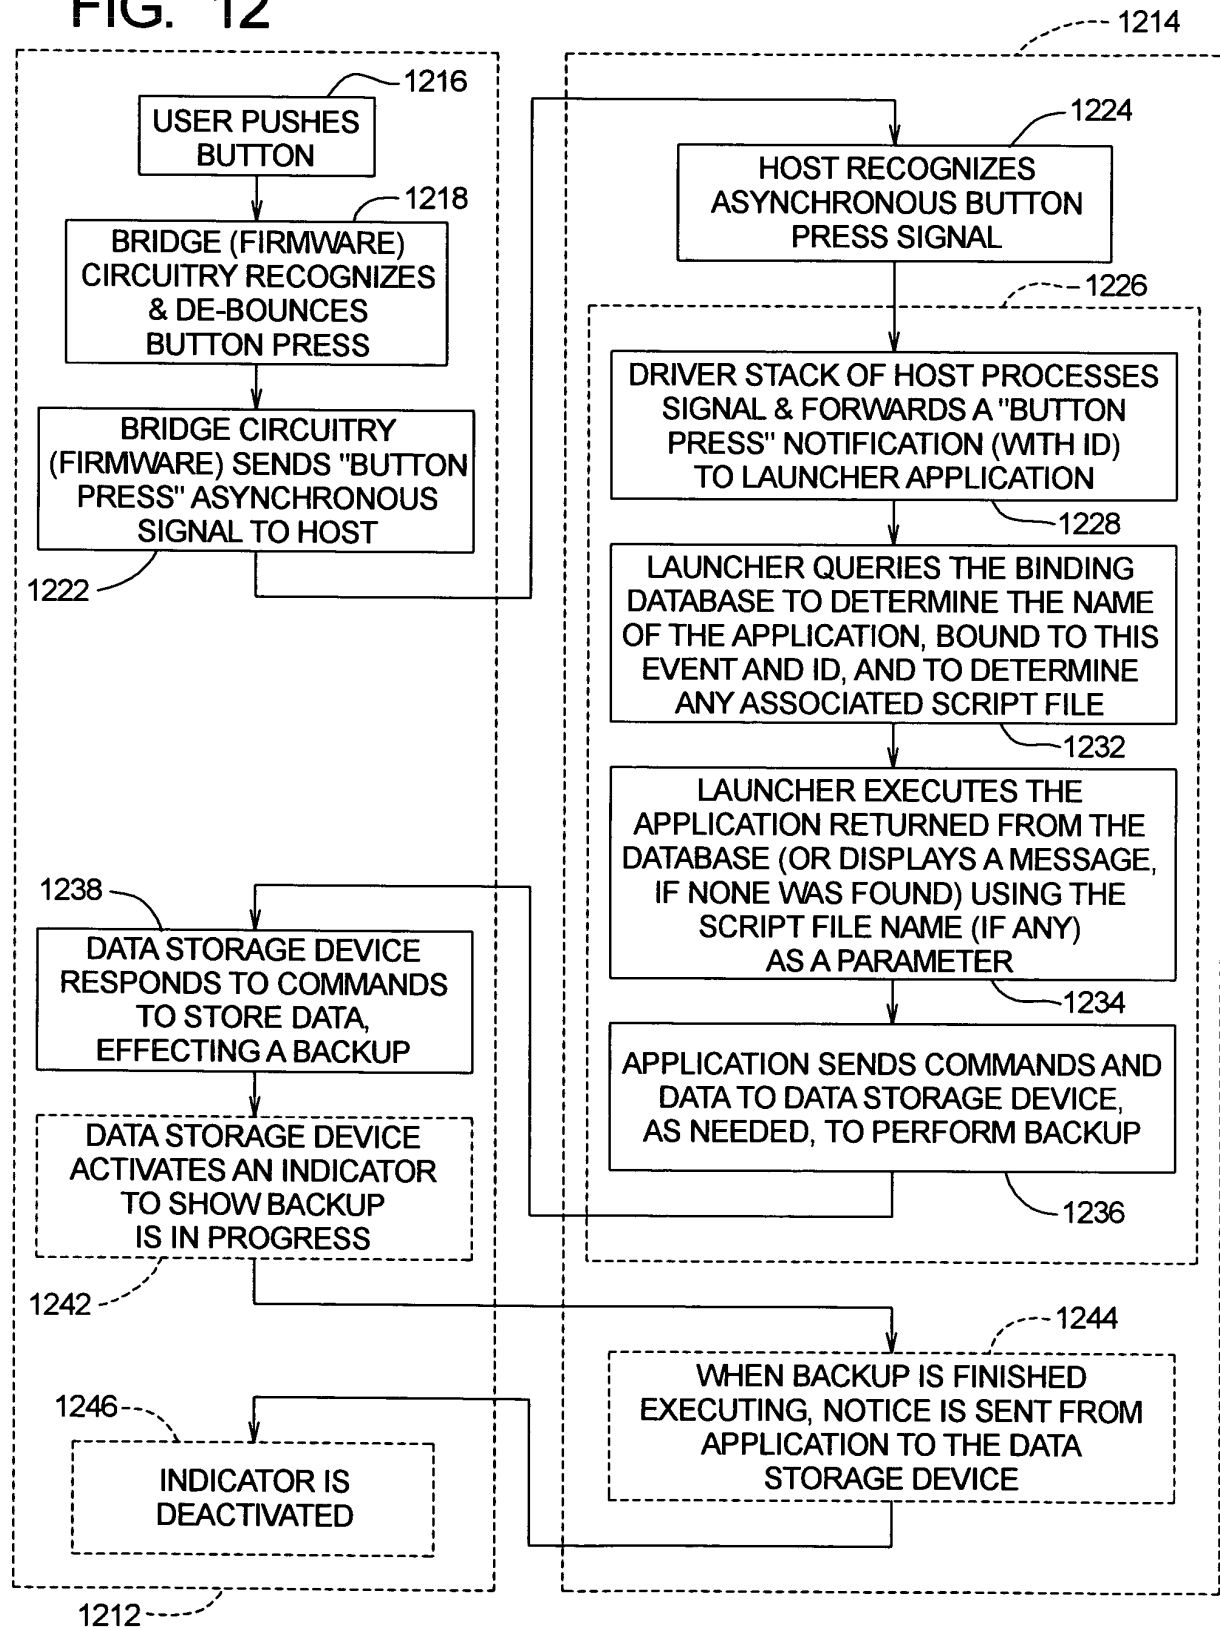 FIG. 12
1214
1216
USER PUSHES
BUTTON
1218
BRIDGE (FIRMWARE)
CIRCUITRY RECOGNIZES
& DE-BOUNCES
BUTTON PRESS
BRIDGE CIRCUITRY
(FIRMWARE) SENDS "BUTTON
PRESS" ASYNCHRONOUS
SIGNAL TO HOST
1222
1224
HOST RECOGNIZES
ASYNCHRONOUS BUTTON
PRESS SIGNAL
1226
DRIVER STACK OF HOST PROCESSES
SIGNAL & FORWARDS A "BUTTON
PRESS" NOTIFICATION (WITH ID)
TO LAUNCHER APPLICATION
1228
LAUNCHER QUERIES THE BINDING
DATABASE TO DETERMINE THE NAME
OF THE APPLICATION, BOUND TO THIS
EVENT AND ID, AND TO DETERMINE
ANY ASSOCIATED SCRIPT FILE
1232
LAUNCHER EXECUTES THE
APPLICATION RETURNED FROM THE
DATABASE (OR DISPLAYS A MESSAGE,
IF NONE WAS FOUND) USING THE
SCRIPT FILE NAME (IF ANY)
AS A PARAMETER
1234
APPLICATION SENDS COMMANDS AND
DATA TO DATA STORAGE DEVICE,
AS NEEDED, TO PERFORM BACKUP
1236
1238
DATA STORAGE DEVICE
RESPONDS TO COMMANDS
TO STORE DATA,
EFFECTING A BACKUP
DATA STORAGE DEVICE
ACTIVATES AN INDICATOR
TO SHOW BACKUP
IS IN PROGRESS
1242
1244
WHEN BACKUP IS FINISHED
EXECUTING, NOTICE IS SENT FROM
APPLICATION TO THE DATA
STORAGE DEVICE
1246
INDICATOR IS
DEACTIVATED
1212